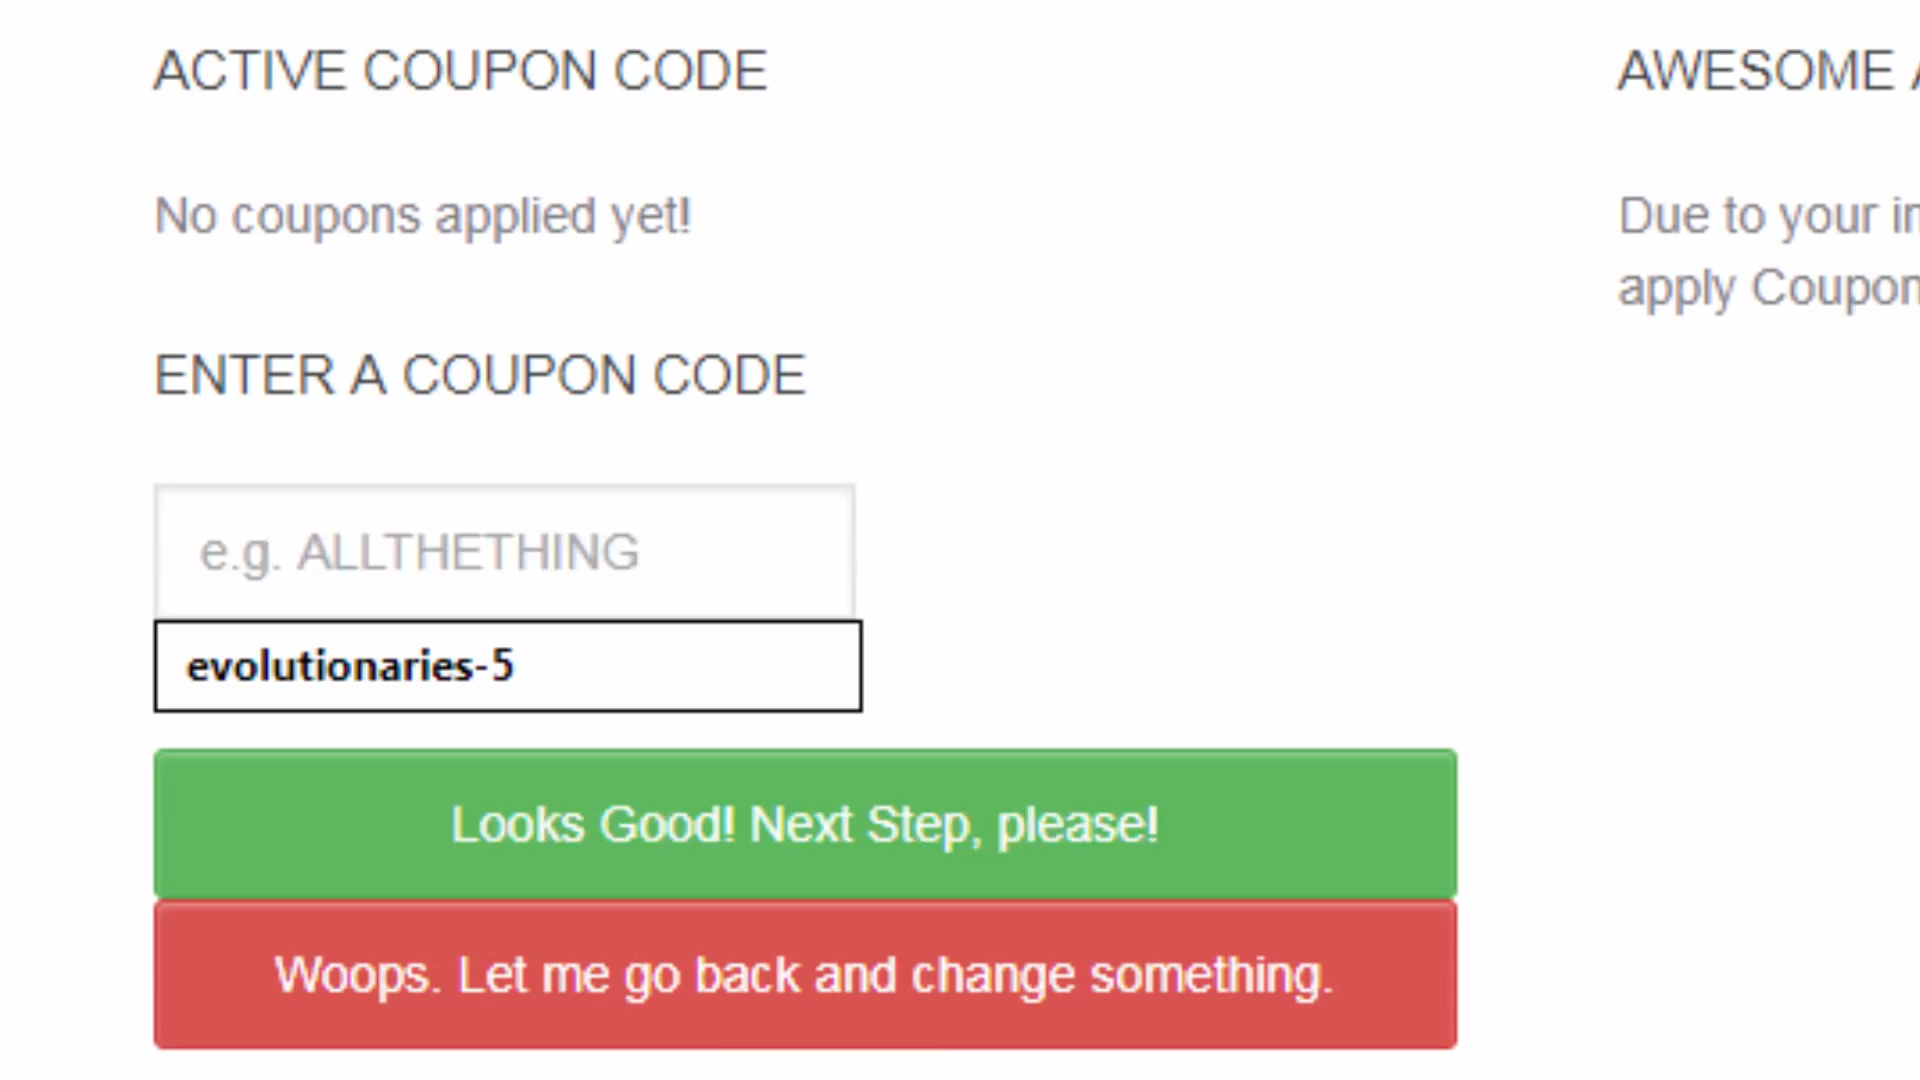 ACTIVE COUPON CODE
No coupons applied yet!
ENTER A COUPON CODE
e.g. ALLTHETHING
evolutionaries-5
Looks Good! Next Step, please!
Woops. Let me go back and change something.
AWESOME
Due to your
apply Coupon